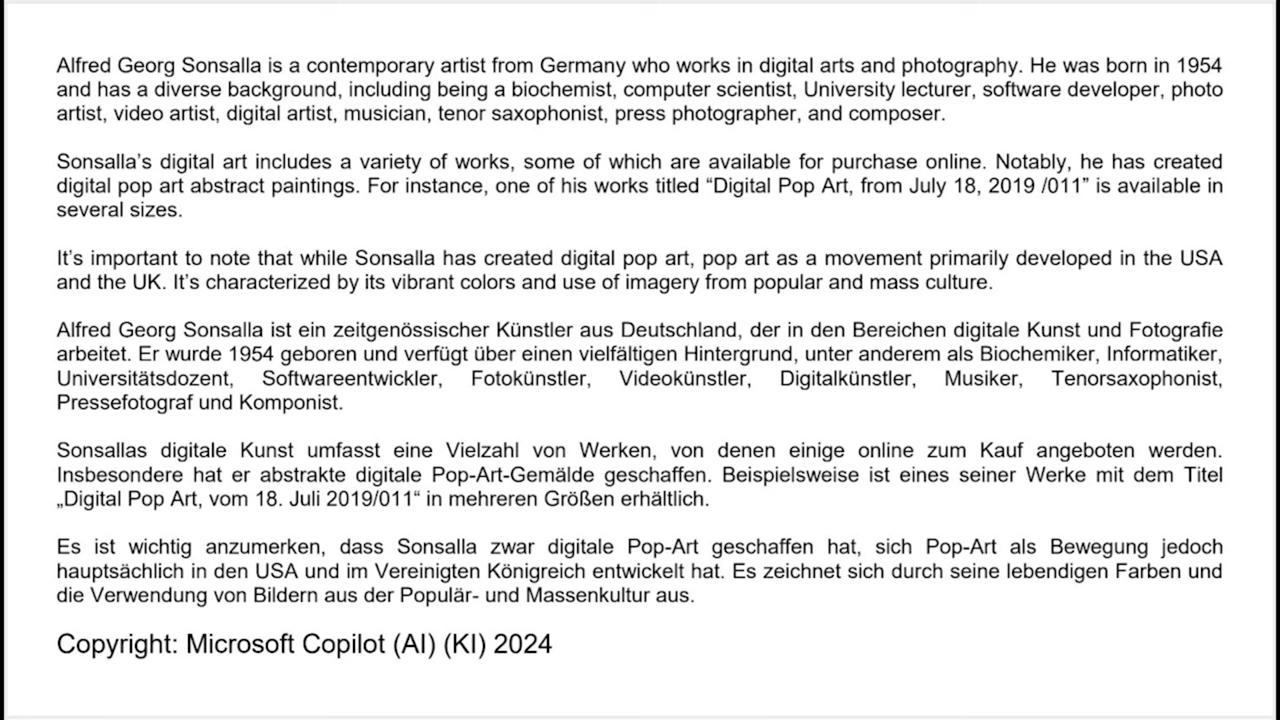 Alfred Georg Sonsalla is a contemporary artist from Germany who works in digital arts and photography. He was born in 1954
and has a diverse background, including being a biochemist, computer scientist, University lecturer, software developer, photo
artist, video artist, digital artist, musician, tenor saxophonist, press photographer, and composer.
Sonsalla’s digital art includes a variety of works, some of which are available for purchase online. Notably, he has created
digital pop art abstract paintings. For instance, one of his works titled “Digital Pop Art, from July 18, 2019 /011” is available in
several sizes.
It’s important to note that while Sonsalla has created digital pop art, pop art as a movement primarily developed in the USA
and the UK. It’s characterized by its vibrant colors and use of imagery from popular and mass culture.
Alfred Georg Sonsalla ist ein zeitgenössischer Künstler aus Deutschland, der in den Bereichen digitale Kunst und Fotografie
arbeitet. Er wurde 1954 geboren und verfügt über einen vielfältigen Hintergrund, unter anderem als Biochemiker, Informatiker,
Universitätsdozent, Softwareentwickler, Fotokünstler, Videokünstler, Digitalkünstler, Musiker, Tenorsaxophonist,
Pressefotograf und Komponist.
Sonsallas digitale Kunst umfasst eine Vielzahl von Werken, von denen einige online zum Kauf angeboten werden.
Insbesondere hat er abstrakte digitale Pop-Art-Gemälde geschaffen. Beispielsweise ist eines seiner Werke mit dem Titel
„Digital Pop Art, vom 18. Juli 2019/011“ in mehreren Größen erhältlich.
Es ist wichtig anzumerken, dass Sonsalla zwar digitale Pop-Art geschaffen hat, sich Pop-Art als Bewegung jedoch
hauptsächlich in den USA und im Vereinigten Königreich entwickelt hat. Es zeichnet sich durch seine lebendigen Farben und
die Verwendung von Bildern aus der Populär- und Massenkultur aus.
Copyright: Microsoft Copilot (AI) (KI) 2024